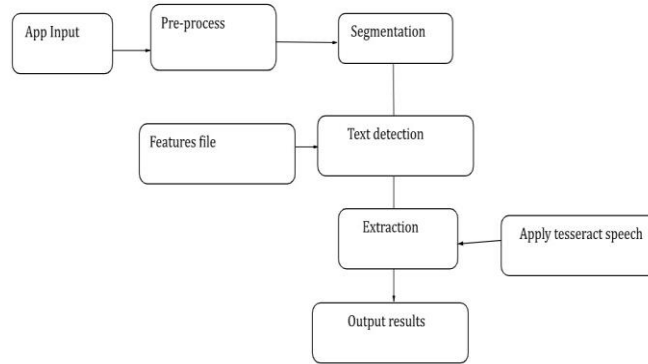 App Input
Pre-process
Segmentation
Features file
Text detection
Extraction
Apply tesseract speech
Output results